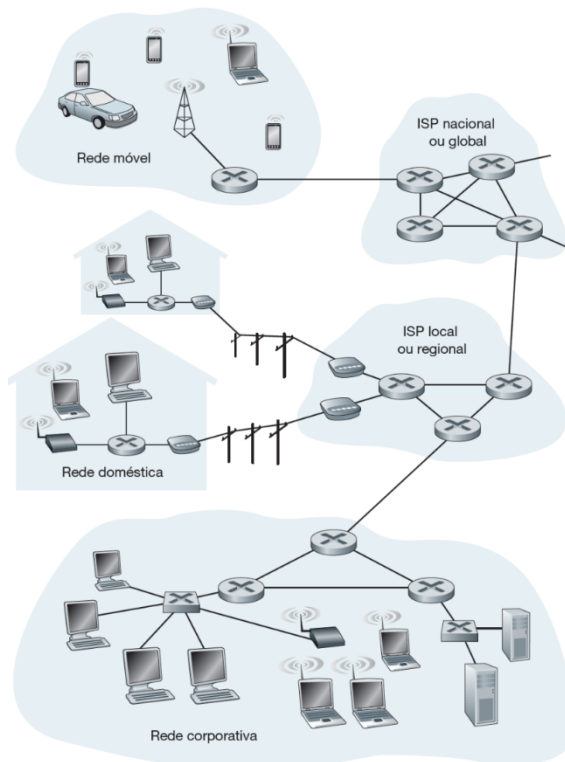 Rede móvel
ISP nacional
ou global
ISP local
ou regional
Rede doméstica
Rede corporativa